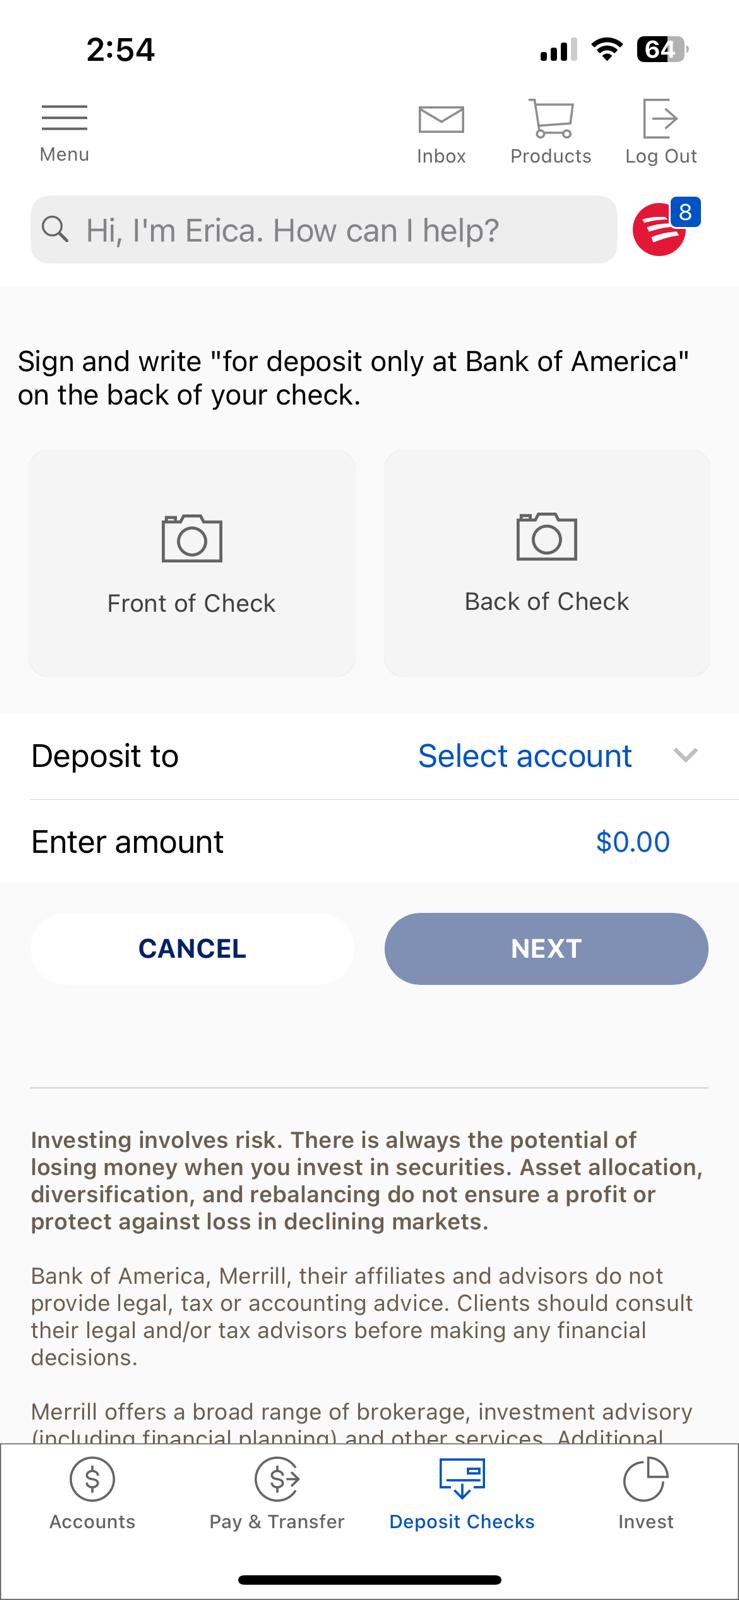 2:54
64
Menu
Inbox
Products
Log Out
Hi, I'm Erica. How can I help?
8
Sign and write "for deposit only at Bank of America"
on the back of your check.
Front of Check
Back of Check
Deposit to
Select account
Enter amount
$0.00
CANCEL
NEXT
Investing involves risk. There is always the potential of
losing money when you invest in securities. Asset allocation,
diversification, and rebalancing do not ensure a profit or
protect against loss in declining markets.
Bank of America, Merrill, their affiliates and advisors do not
provide legal, tax or accounting advice. Clients should consult
their legal and/or tax advisors before making any financial
decisions.
Merrill offers a broad range of brokerage, investment advisory
(including financial planning) and other services. Additional
Accounts
Pay & Transfer
Deposit Checks
Invest